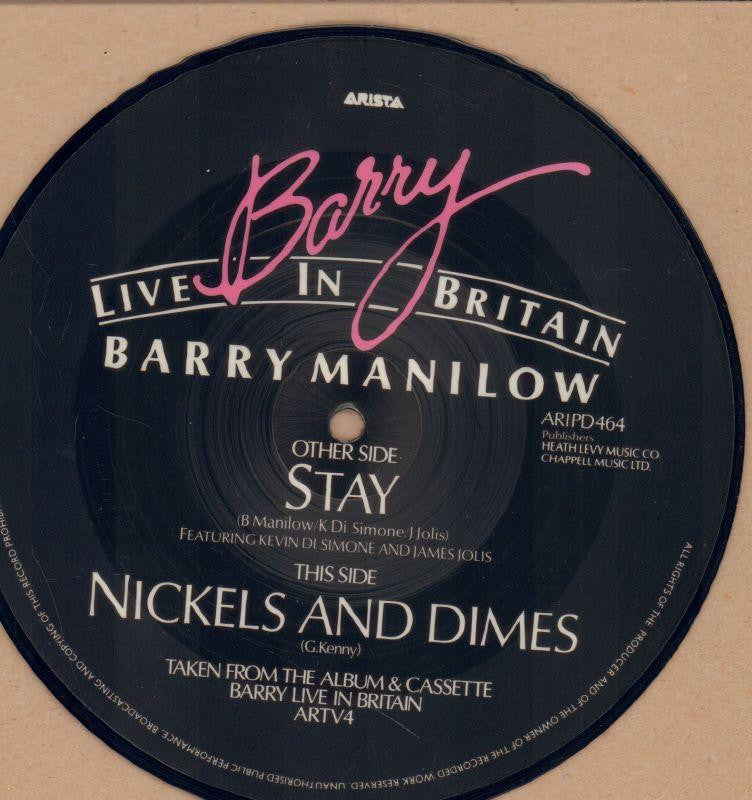 ARISTA
Barry
LIVE IN BRITAIN
BARRY MANILOW
ARIPD464
Publishers
HEATH LEVY MUSIC CO
CHAPPELL MUSIC LTD.
OTHER SIDE
STAY
(B Manilow/K Di Simone/J Jolis)
FEATURING KEVIN DI SIMONE AND JAMES JOLIS
THIS SIDE
NICKELS AND DIMES
(G.Kenny)
TAKEN FROM THE ALBUM & CASSETTE
BARRY LIVE IN BRITAIN
ARTV4
ALL RIGHTS OF THE PRODUCER AND OF THE OWNER OF THE RECORDED WORK RESERVED. UNAUTHORISED PUBLIC PERFORMANCE, BROADCASTING AND COPYING OF THIS RECORD